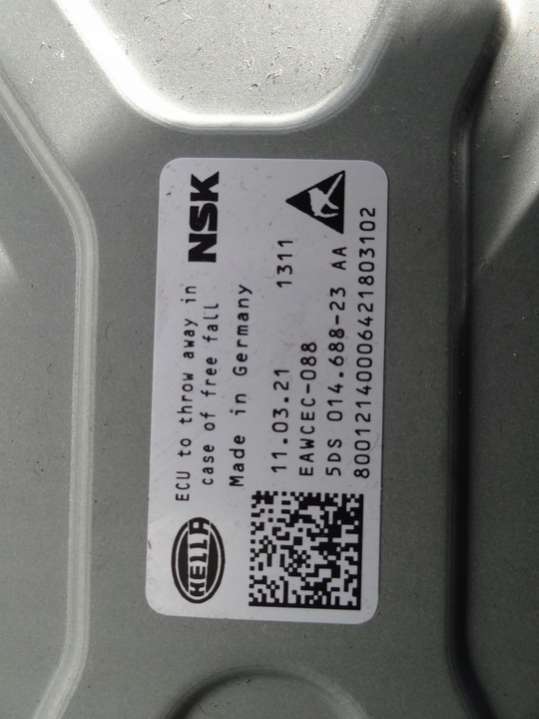 HELLA
ECU to throw away in
case of free fall
NSK
Made in Germany
11.03.21 1311
EAWCEC-088
5DS 014.688-23 AA
80012140006421803102